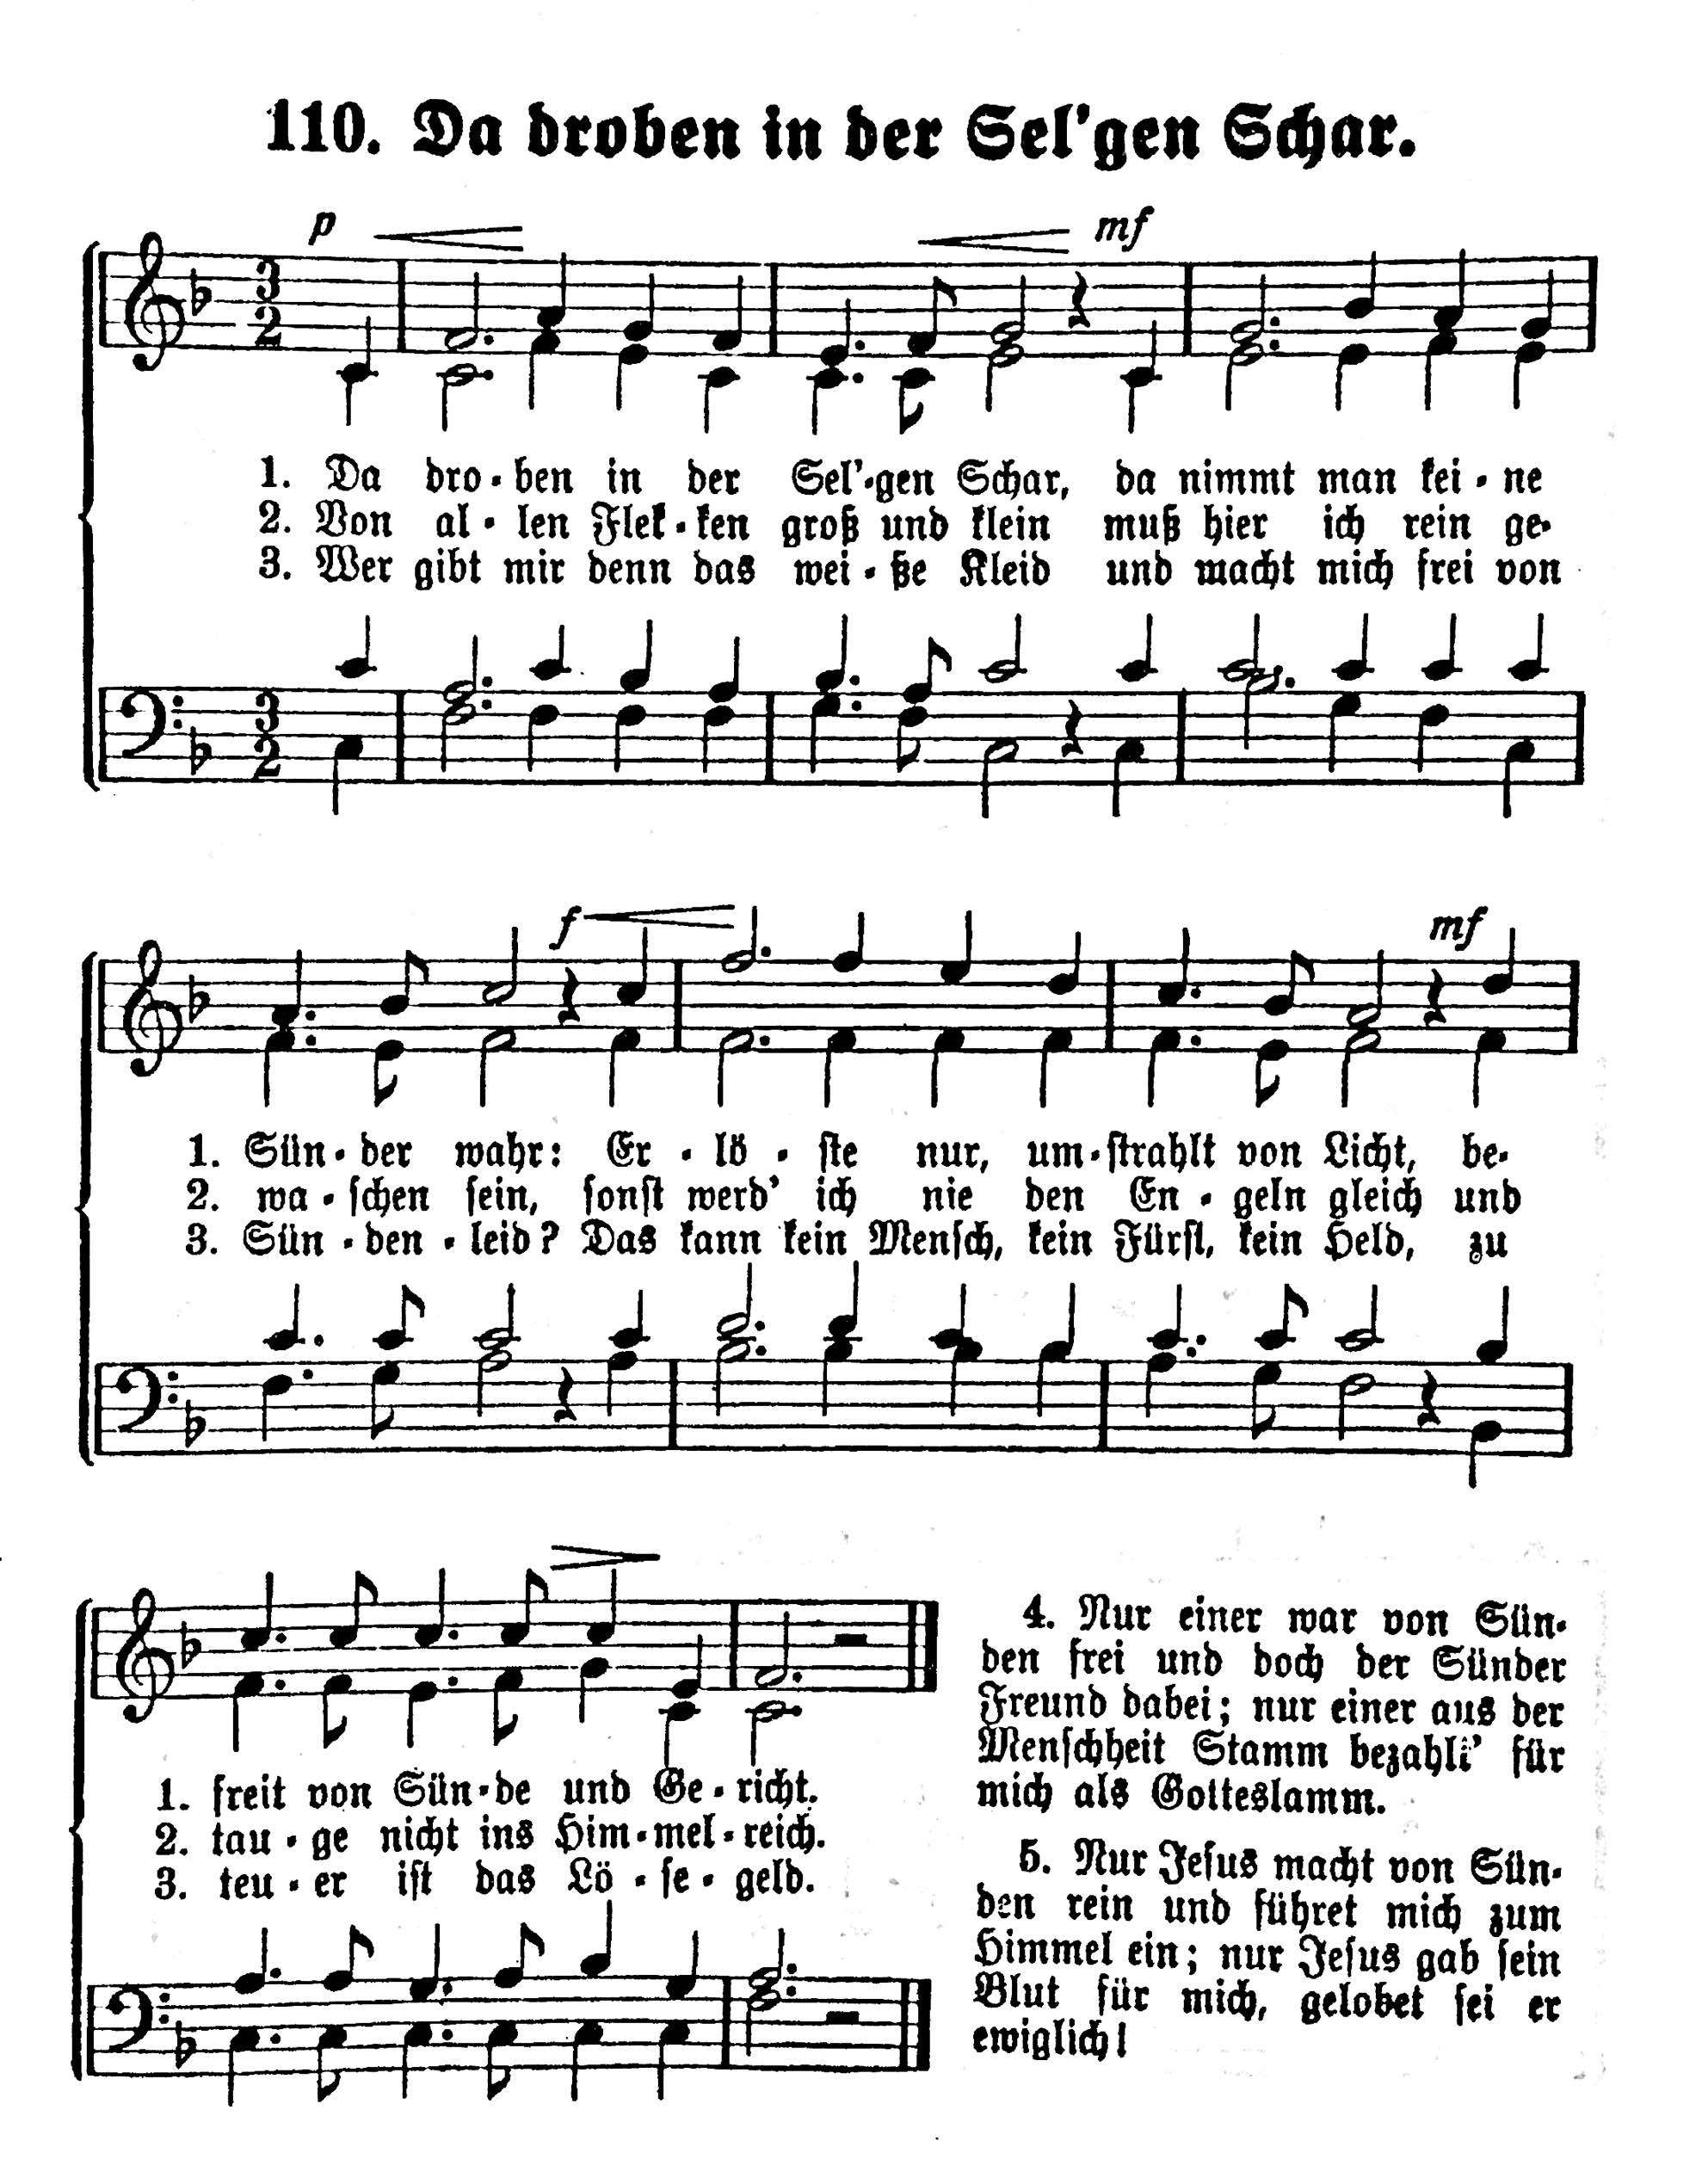 110. Da droben in der Sel'gen Schar.
p mf
3
2
1. Da dro-ben in der Sel'-gen Schar, da nimmt man kei-ne
2. Von al-len Flek-ken groß und klein muß hier ich rein ge-
3. Wer gibt mir denn das wei-ße Kleid und macht mich frei von
3
2
f mf
1. Sün-der wahr: Er-lö-ste nur, um-strahlt von Licht, be-
2. wa-schen sein, sonst werd' ich nie den En-geln gleich und
3. Sün-den-leid? Das kann kein Mensch, kein Fürst, kein Held, zu
1. freit von Sün-de und Ge-richt.
2. tau-ge nicht ins Him-mel-reich.
3. teu-er ist das Lö-se-geld.
4. Nur einer war von Sün-
den frei und doch der Sünder
Freund dabei; nur einer aus der
Menschheit Stamm bezahlt' für
mich als Gotteslamm.
5. Nur Jesus macht von Sün-
den rein und führet mich zum
Himmel ein; nur Jesus gab sein
Blut für mich, gelobet sei er
ewiglich!